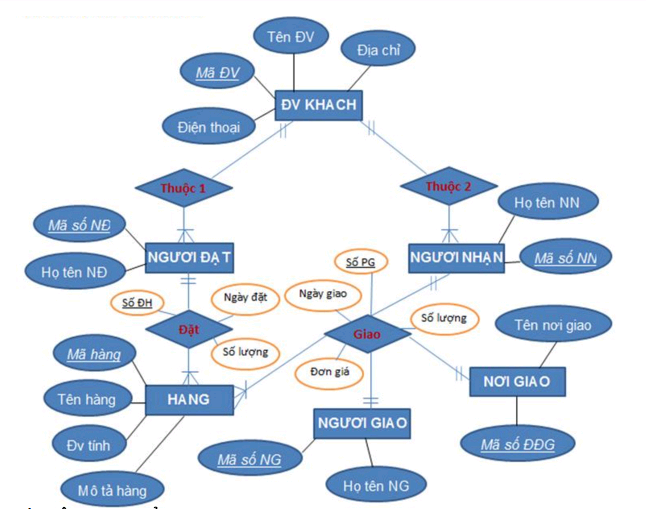 Tên ĐV
Địa chỉ
Mã ĐV
ĐV KHACH
Điện thoại
Thuộc 1
Thuộc 2
Họ tên NN
Mã số NĐ
NGƯỜI ĐẶT
NGƯỜI NHẬN
Mã số NN
Số PG
Họ tên NĐ
Ngày đặt
Ngày giao
Số ĐH
Số lượng
Tên nơi giao
Đặt
Giao
Mã hàng
Số lượng
Đơn giá
NƠI GIAO
Tên hàng
HANG
NGƯỜI GIAO
Đv tính
Mã số ĐĐG
Mã số NG
Mô tả hàng
Họ tên NG